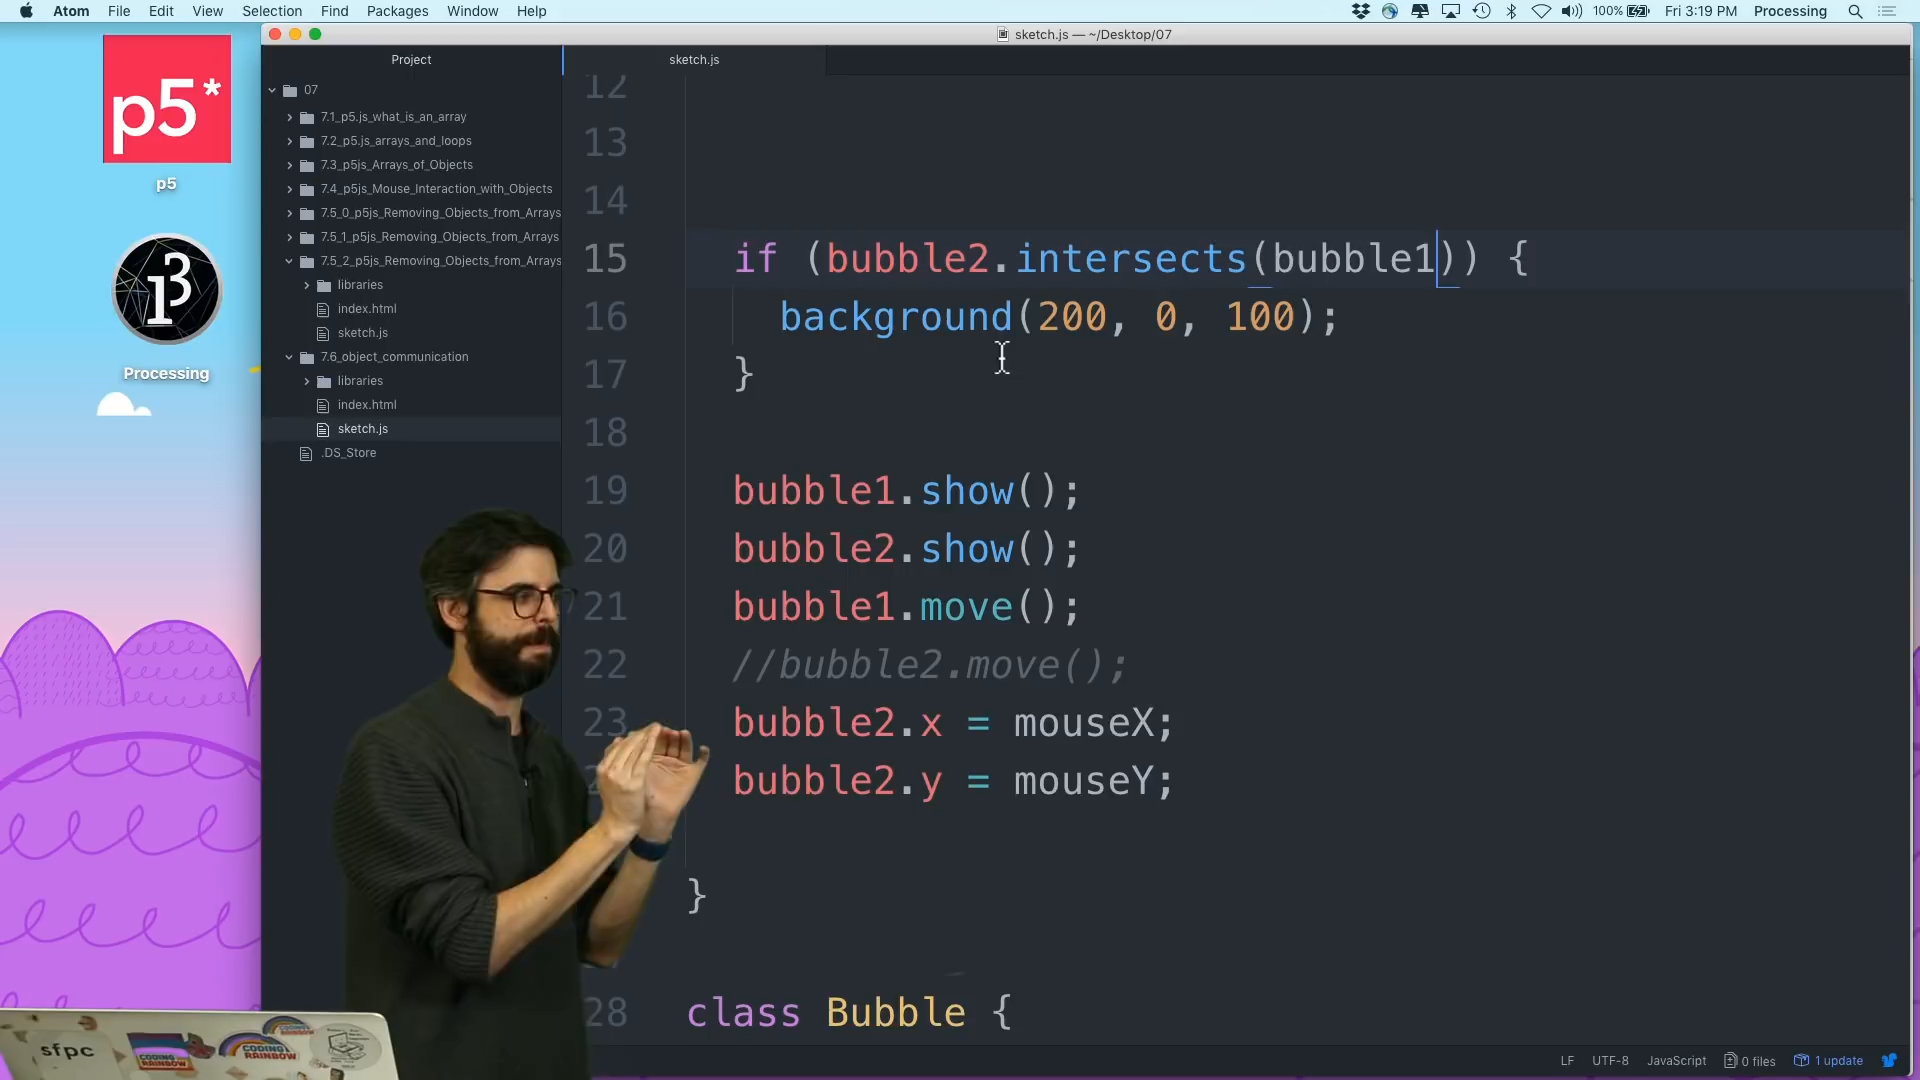 Atom File Edit View Selection Find Packages Window Help 100% Fri 3:19 PM Processing
sketch.js — ~/Desktop/07
p5*
p5
Processing
Project
07
7.1_p5.js_what_is_an_array
7.2_p5.js_arrays_and_loops
7.3_p5js_Arrays_of_Objects
7.4_p5js_Mouse_Interaction_with_Objects
7.5_0_p5js_Removing_Objects_from_Arrays
7.5_1_p5js_Removing_Objects_from_Arrays
7.5_2_p5js_Removing_Objects_from_Arrays
libraries
index.html
sketch.js
7.6_object_communication
libraries
index.html
sketch.js
.DS_Store
sketch.js
12
13
14
15 if (bubble2.intersects(bubble1)) {
16 background(200, 0, 100);
17 }
18
19 bubble1.show();
20 bubble2.show();
21 bubble1.move();
22 //bubble2.move();
23 bubble2.x = mouseX;
bubble2.y = mouseY;
}
28 class Bubble {
sfpc
CODING RAINBOW
CODING RAINBOW
LF UTF-8 JavaScript 0 files 1 update